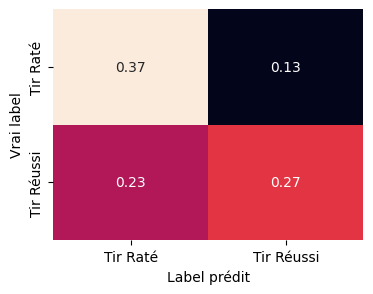 Vrai label
Tir Raté
0.37
0.13
Tir Réussi
0.23
0.27
Tir Raté
Tir Réussi
Label prédit